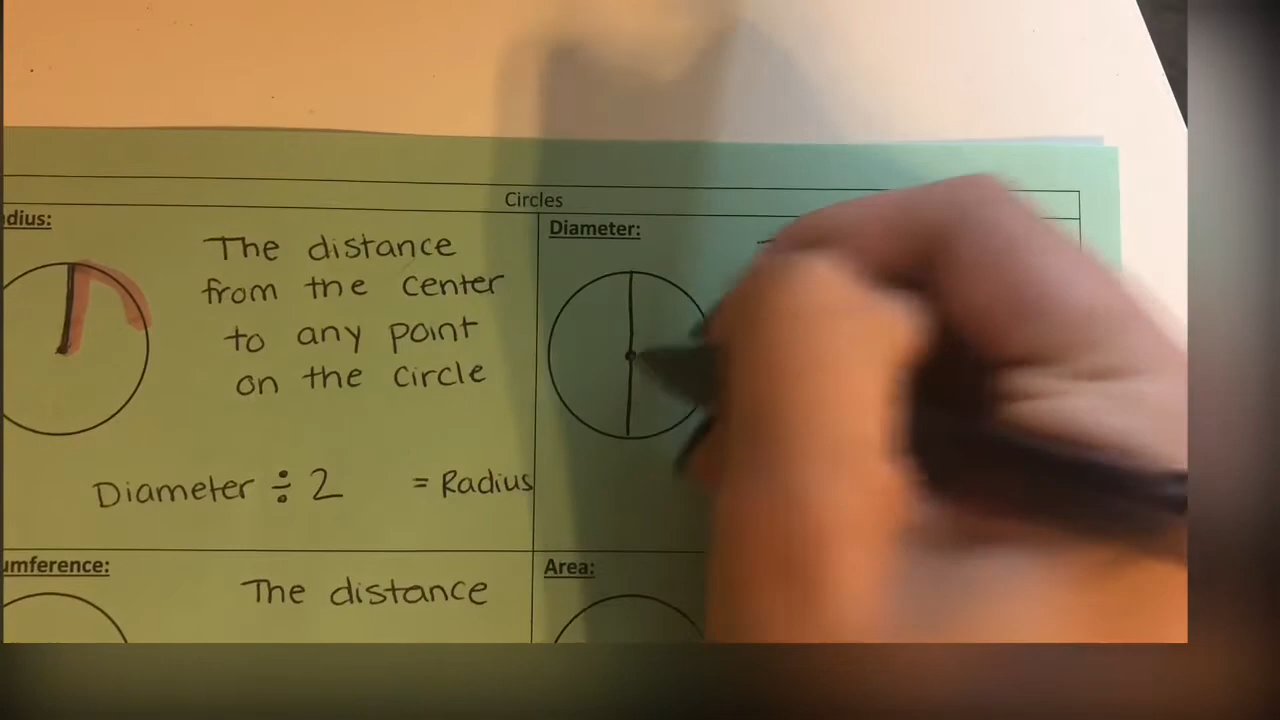 Circles
dius:
The distance
from the center
to any point
on the circle
Diameter ÷ 2 = Radius
Diameter:
umference:
The distance
Area: